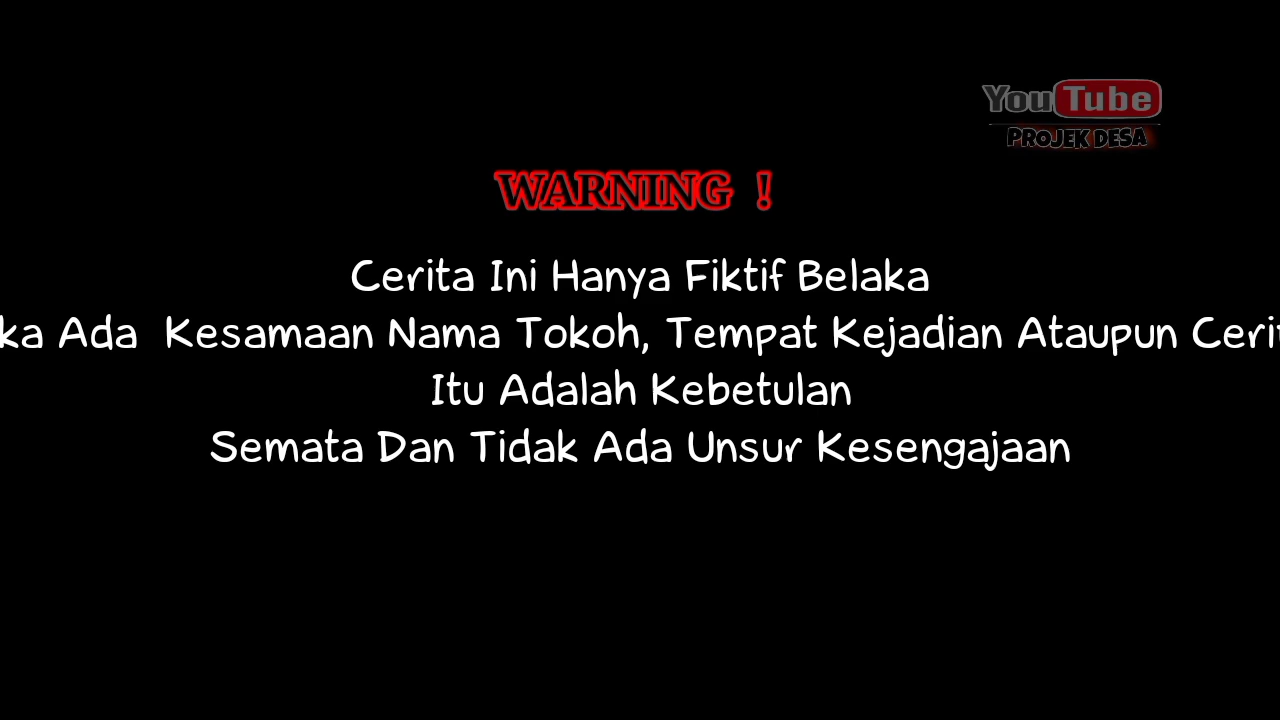 YouTube
PROJEK DESA
WARNING !
Cerita Ini Hanya Fiktif Belaka
ka Ada Kesamaan Nama Tokoh, Tempat Kejadian Ataupun Cerit
Itu Adalah Kebetulan
Semata Dan Tidak Ada Unsur Kesengajaan